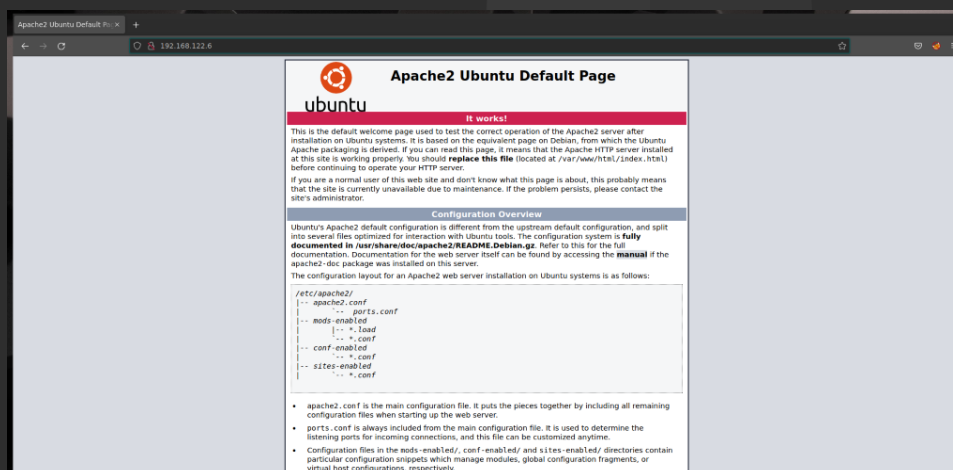 Apache2 Ubuntu Default Pa
192.168.122.6
Apache2 Ubuntu Default Page
ubuntu
It works!
This is the default welcome page used to test the correct operation of the Apache2 server after
installation on Ubuntu systems. It is based on the equivalent page on Debian, from which the Ubuntu
Apache packaging is derived. If you can read this page, it means that the Apache HTTP server installed
at this site is working properly. You should replace this file (located at /var/www/html/index.html)
before continuing to operate your HTTP server.
If you are a normal user of this web site and don't know what this page is about, this probably means
that the site is currently unavailable due to maintenance. If the problem persists, please contact the
site's administrator.
Configuration Overview
Ubuntu's Apache2 default configuration is different from the upstream default configuration, and split
into several files optimized for interaction with Ubuntu tools. The configuration system is fully
documented in /usr/share/doc/apache2/README.Debian.gz. Refer to this for the full
documentation. Documentation for the web server itself can be found by accessing the manual if the
apache2-doc package was installed on this server.
The configuration layout for an Apache2 web server installation on Ubuntu systems is as follows:
/etc/apache2/
|-- apache2.conf
|       `-- ports.conf
|-- mods-enabled
|       |-- *.load
|       `-- *.conf
|-- conf-enabled
|       `-- *.conf
|-- sites-enabled
|       `-- *.conf
• apache2.conf is the main configuration file. It puts the pieces together by including all remaining
configuration files when starting up the web server.
• ports.conf is always included from the main configuration file. It is used to determine the
listening ports for incoming connections, and this file can be customized anytime.
• Configuration files in the mods-enabled/, conf-enabled/ and sites-enabled/ directories contain
particular configuration snippets which manage modules, global configuration fragments, or
virtual host configurations, respectively.